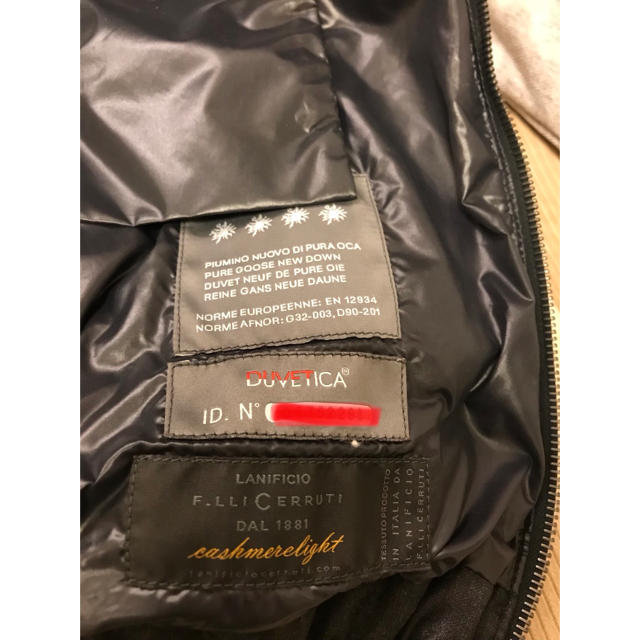 PIUMINO NUOVO DI PURA OCA
PURE GOOSE NEW DOWN
DUVET NEUF DE PURE OIE
REINE GANS NEUE DAUNE
NORME EUROPEENNE: EN 12934
NORME AFNOR: G32-003, D90-201
DUVETICA®
ID. N°
LANIFICIO
F.LLI CERRUTI
DAL 1881
cashmerelight
lanificiocerruti.com
TESSUTO PRODOTTO
IN ITALIA DA
LANIFICIO
F.LLI CERRUTI